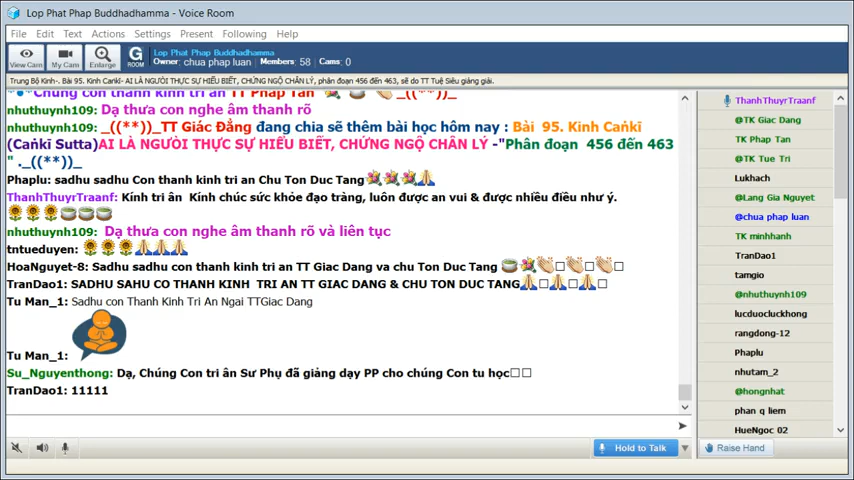 Lop Phat Phap Buddhadhamma - Voice Room
File Edit Text Actions Settings Present Following Help
View Cam My Cam Enlarge G ROOM
Lop Phat Phap Buddhadhamma
Owner: chua phap luan Members: 58 Cams: 0
Trung Bộ Kinh-. Bài 95. Kinh Cankī- AI LÀ NGƯỜI THỰC SỰ HIỂU BIẾT, CHỨNG NGỘ CHÂN LÝ, phân đoạn 456 đến 463, sẽ do TT Tuệ Siêu giảng giải.
Chúng con tri ân TT Pháp Tân _((**))_
nhuthuynh109: Dạ thưa con nghe âm thanh rõ
nhuthuynh109: _((**))_TT Giác Đẳng đang chia sẽ thêm bài học hôm nay : Bài 95. Kinh Caṅkī
(Caṅkī Sutta)AI LÀ NGƯỜI THỰC SỰ HIỂU BIẾT, CHỨNG NGỘ CHÂN LÝ -"Phân đoạn 456 đến 463
" ._((**))_
Phaplu: sadhu sadhu Con thanh kinh tri an Chu Ton Duc Tang
ThanhThuyrTraanf: Kính tri ân Kính chúc sức khỏe đạo tràng, luôn được an vui & được nhiều điều như ý.
nhuthuynh109: Dạ thưa con nghe âm thanh rõ và liên tục
tntueduyen:
HoaNguyet-8: Sadhu sadhu con thanh kinh tri an TT Giac Dang va chu Ton Duc Tang
TranDao1: SADHU SAHU CO THANH KINH TRI AN TT GIAC DANG & CHU TON DUC TANG
Tu Man_1: Sadhu con Thanh Kinh Tri An Ngai TTGiac Dang
Tu Man_1:
Su_Nguyenthong: Dạ, Chúng Con tri ân Sư Phụ đã giảng dạy PP cho chúng Con tu học
TranDao1: 11111
Hold to Talk
Raise Hand
ThanhThuyrTraanf
@TK Giac Dang
TK Phap Tan
@TK Tue Tri
Lukhach
@Lang Gia Nguyet
@chua phap luan
TK minhhanh
TranDao1
tamgio
@nhuthuynh109
lucduocluckhong
rangdong-12
Phaplu
nhutam_2
@hongnhat
phan q liem
HueNgoc 02